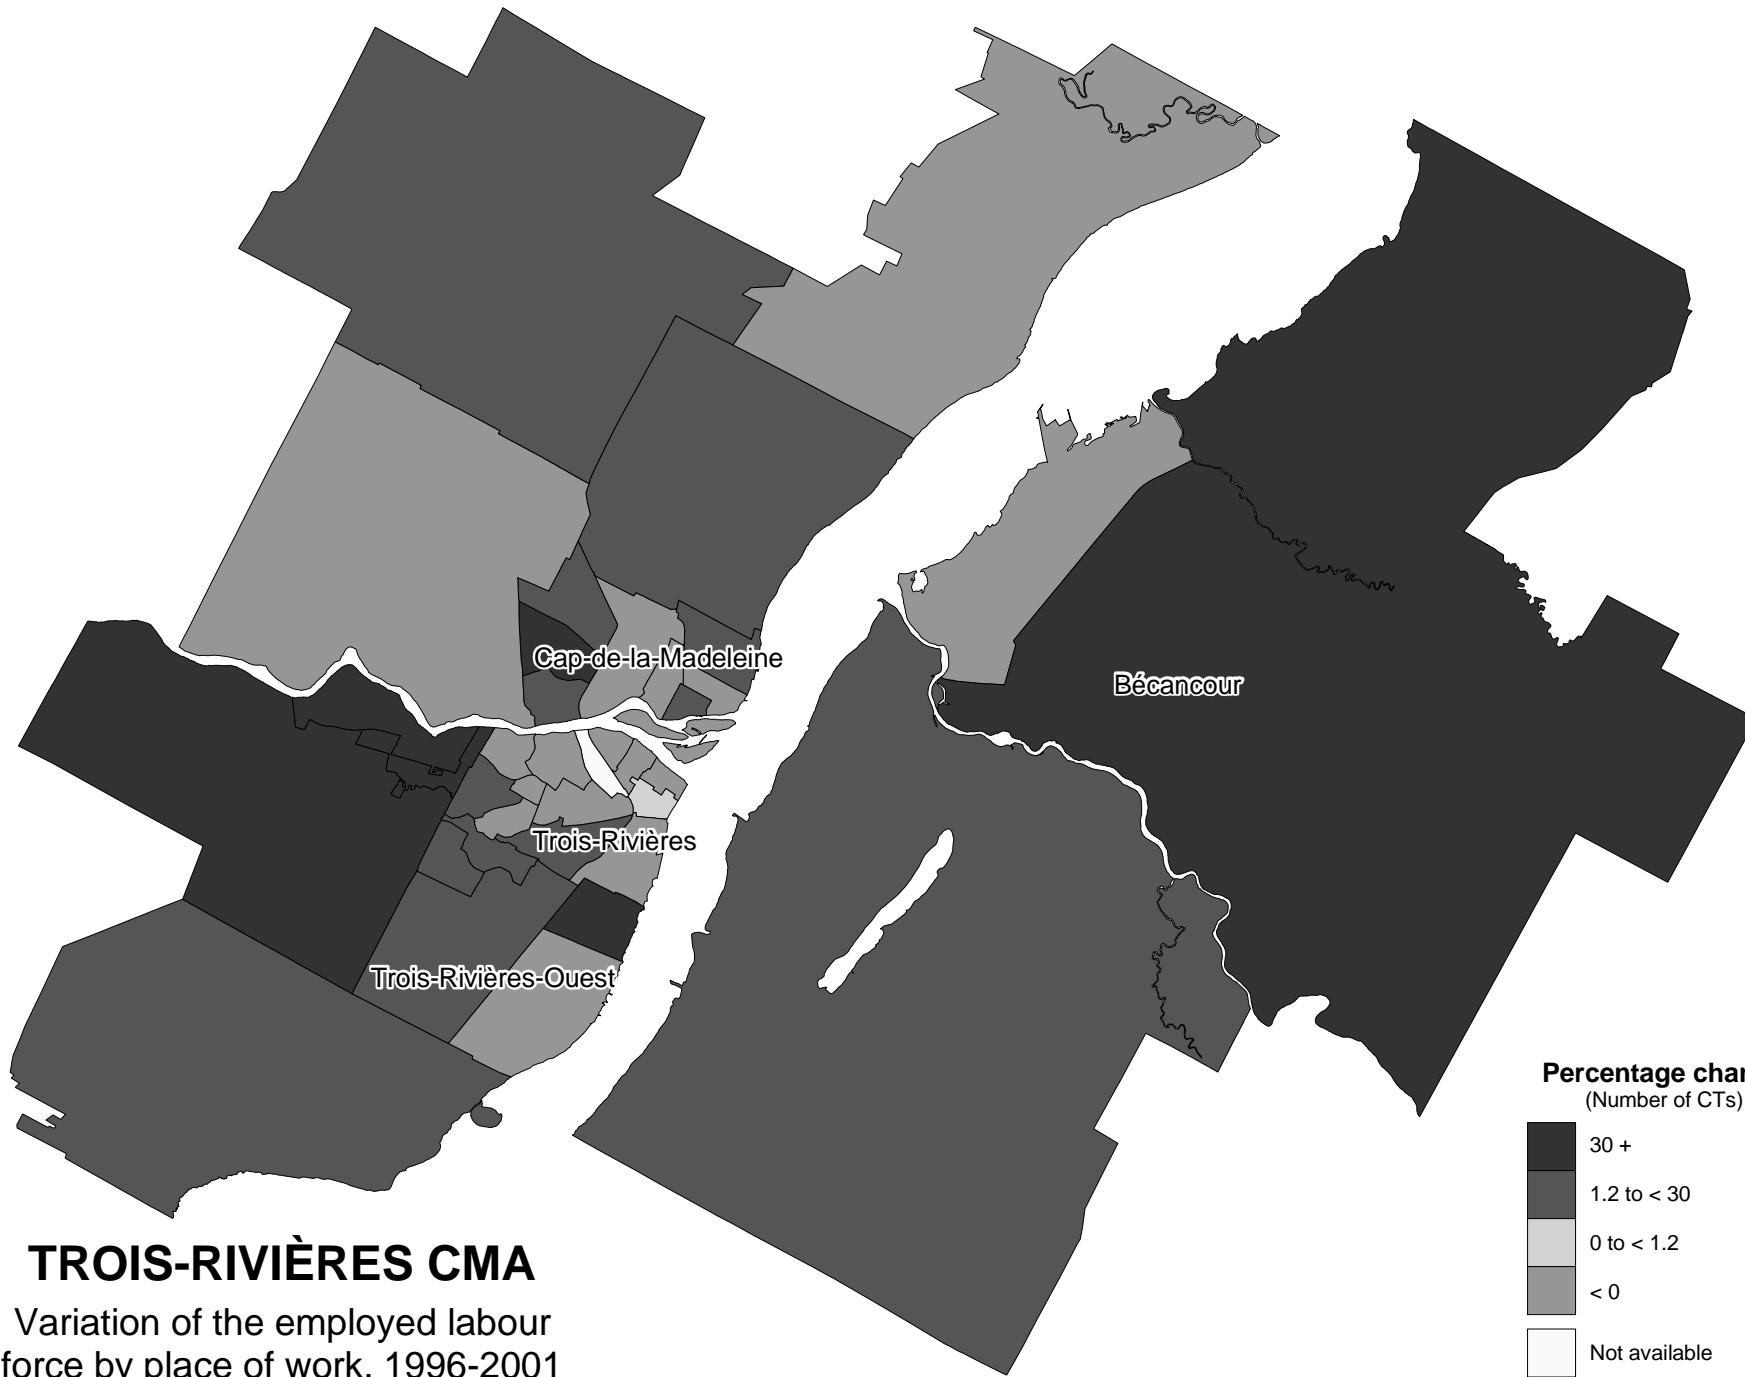 Cap-de-la-Madeleine
Bécancour
Trois-Rivières
Trois-Rivières-Ouest
Percentage
(Number of CTs)
30 +
1.2 to < 30
0 to < 1.2
< 0
Not available
TROIS-RIVIÈRES CMA
Variation of the employed labour
force by place of work, 1996-2001